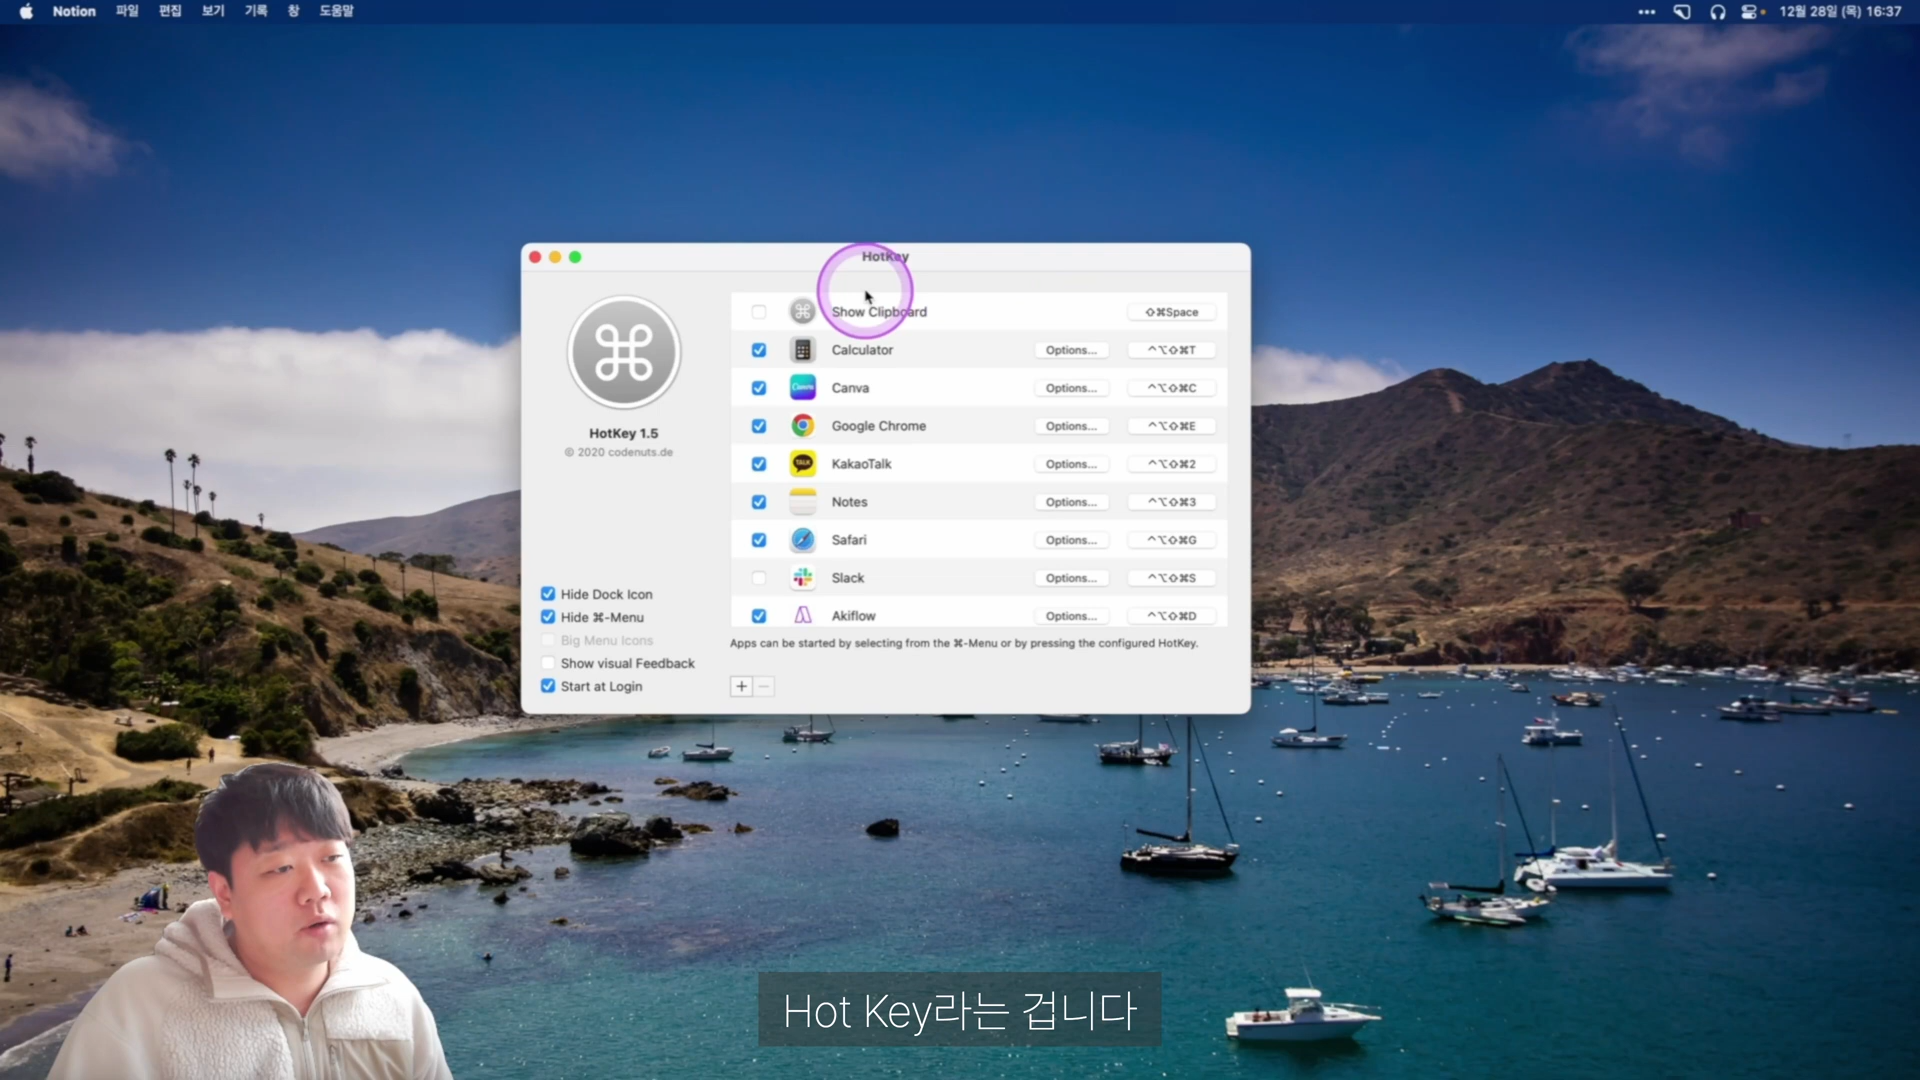 Notion 파일 편집 보기 기록 창 도움말
12월 28일 (목) 16:37
HotKey
Show Clipboard ⇧⌘Space
Calculator Options... ^⌥⇧⌘T
Canva Options... ^⌥⇧⌘C
Google Chrome Options... ^⌥⇧⌘E
TALK KakaoTalk Options... ^⌥⇧⌘2
Notes Options... ^⌥⇧⌘3
Safari Options... ^⌥⇧⌘G
Slack Options... ^⌥⇧⌘S
Akiflow Options... ^⌥⇧⌘D
HotKey 1.5
© 2020 codenuts.de
Hide Dock Icon
Hide ⌘-Menu
Big Menu Icons
Show visual Feedback
Start at Login
Apps can be started by selecting from the ⌘-Menu or by pressing the configured HotKey.
Hot Key라는 겁니다